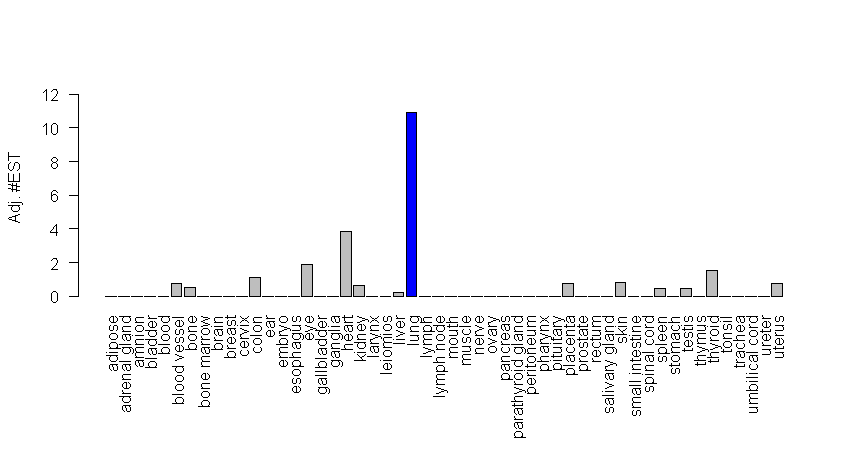 12
10
8
6
4
2
0
Adj. #EST
adipose
adrenal gland
amnion
bladder
blood
blood vessel
bone
bone marrow
brain
breast
cervix
colon
ear
embryo
esophagus
eye
gallbladder
ganglia
heart
kidney
larynx
leiomios
liver
lung
lymph
lymph node
mouth
muscle
nerve
ovary
pancreas
parathyroid gland
peritoneum
pharynx
pituitary
placenta
prostate
rectum
salivary gland
skin
small intestine
spinal cord
spleen
stomach
testis
thymus
thyroid
tonsil
trachea
umbilical cord
ureter
uterus